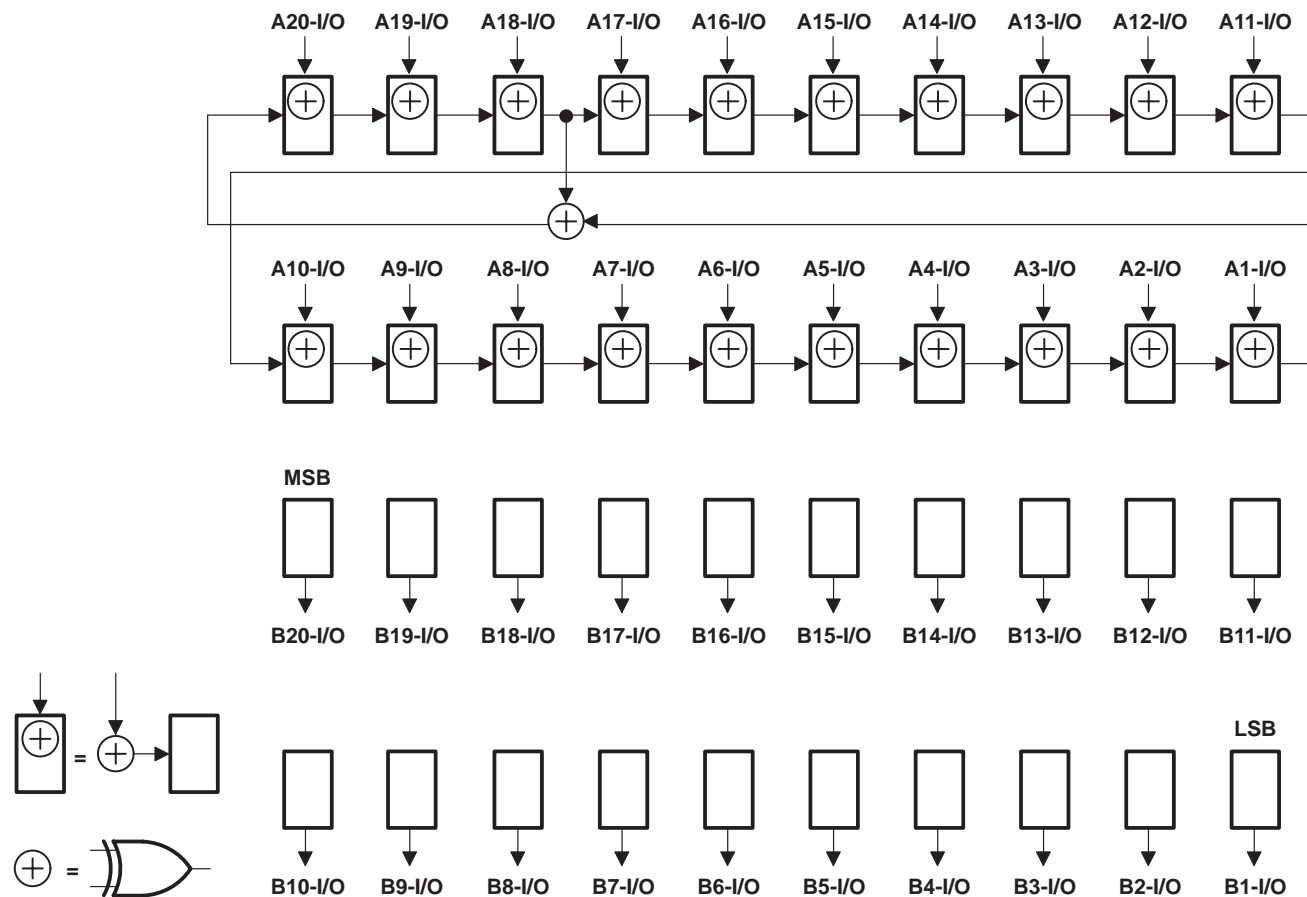 A20-I/O A19-I/O A18-I/O A17-I/O A16-I/O A15-I/O A14-I/O A13-I/O A12-I/O A11-I/O
A10-I/O A9-I/O A8-I/O A7-I/O A6-I/O A5-I/O A4-I/O A3-I/O A2-I/O A1-I/O
MSB
B20-I/O B19-I/O B18-I/O B17-I/O B16-I/O B15-I/O B14-I/O B13-I/O B12-I/O B11-I/O
LSB
=
=
B10-I/O B9-I/O B8-I/O B7-I/O B6-I/O B5-I/O B4-I/O B3-I/O B2-I/O B1-I/O